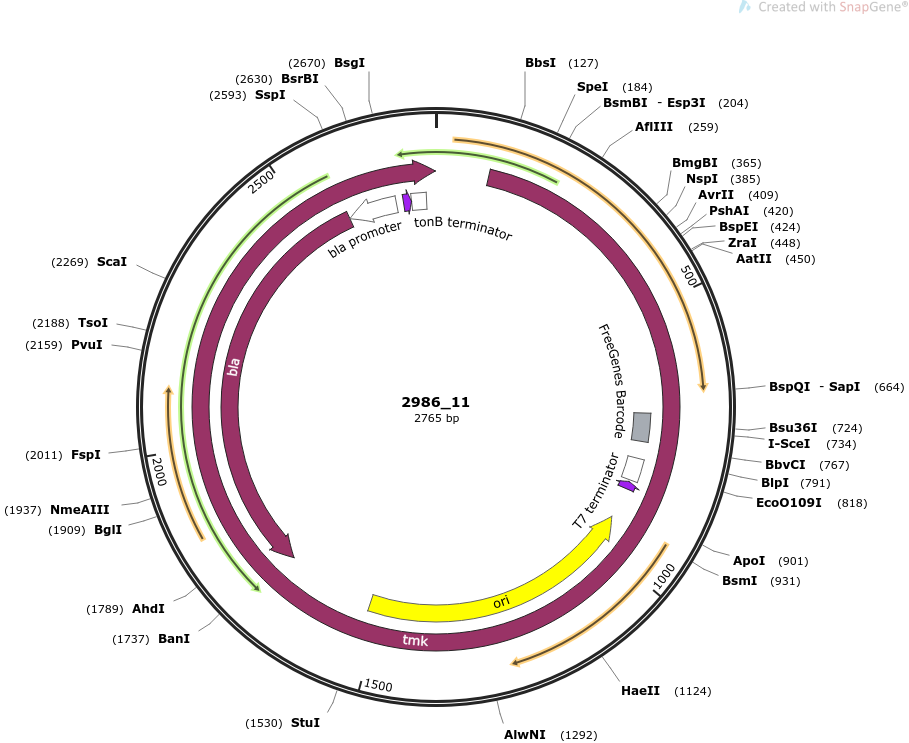 Created with SnapGene®
(2670) BsgI
(2630) BsrBI
(2593) SspI
BbsI (127)
SpeI (184)
BsmBI - Esp3I (204)
AflIII (259)
BmgBI (365)
NspI (385)
AvrII (409)
PshAI (420)
BspEI (424)
ZraI (448)
AatII (450)
2500
bla promoter
tonB terminator
500
(2269) ScaI
(2188) TsoI
(2159) PvuI
bla
FreeGenes Barcode
2986_11
2765 bp
BspQI - SapI (664)
Bsu36I (724)
I-SceI (734)
BbvCI (767)
BlpI (791)
EcoO109I (818)
T7 terminator
(2011) FspI
2000
(1937) NmeAIII
(1909) BglI
ApoI (901)
BsmI (931)
1000
ori
(1789) AhdI
(1737) BanI
tmk
1500
HaeII (1124)
(1530) StuI
AlwNI (1292)